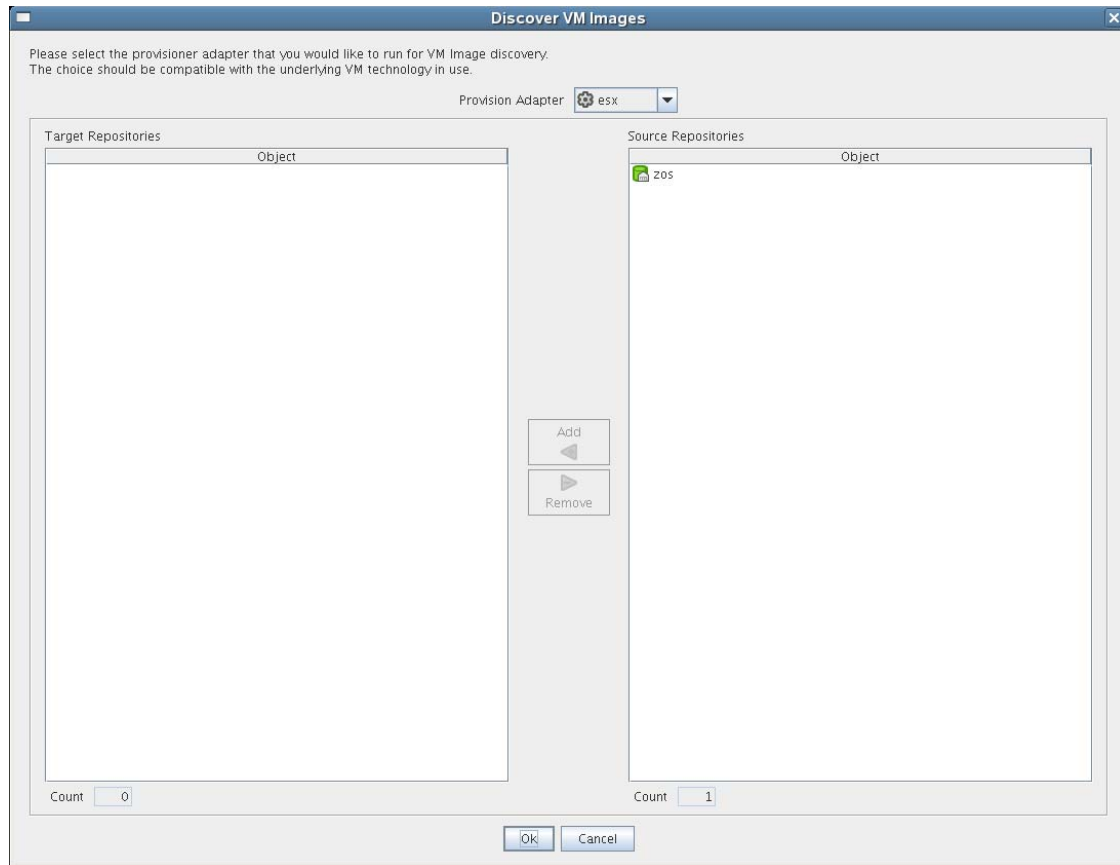 Discover VM Images
Please select the provisioner adapter that you would like to run for VM Image discovery.
The choice should be compatible with the underlying VM technology in use.
Provision Adapter esx
Target Repositories
Object
Source Repositories
Object
zos
Add
Remove
Count 0
Count 1
Ok
Cancel